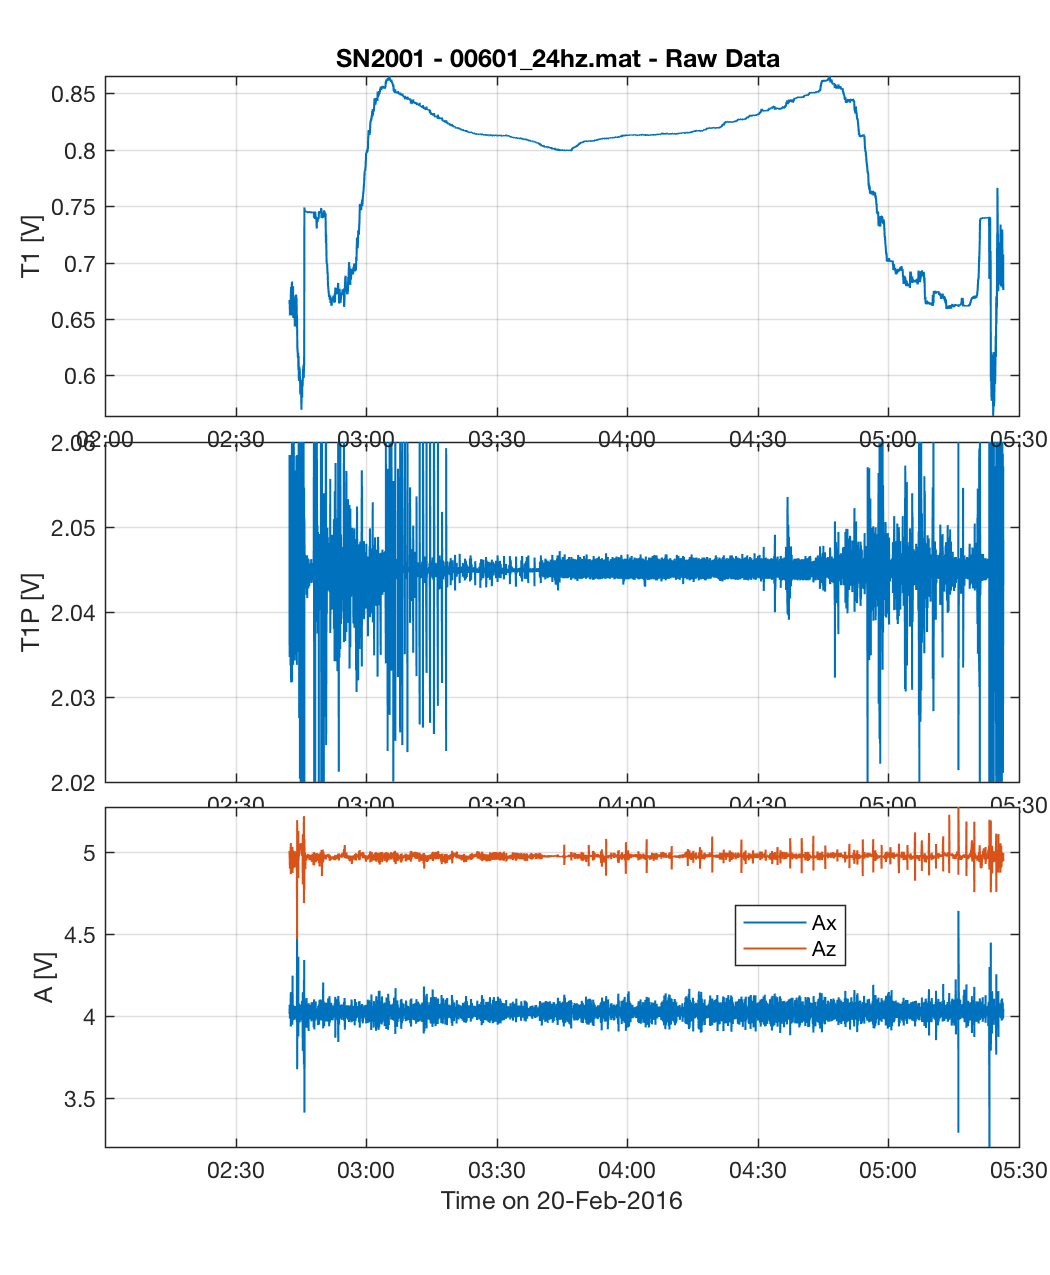 SN2001 - 00601_24hz.mat - Raw Data
0.85
0.8
0.75
0.7
0.65
0.6
T1 [V]
02:00 02:30 03:00 03:30 04:00 04:30 05:00 05:30
2.06
2.05
2.04
2.03
2.02
T1P [V]
02:30 03:00 03:30 04:00 04:30 05:00 05:30
5
4.5
4
3.5
A [V]
Ax
Az
02:30 03:00 03:30 04:00 04:30 05:00 05:30
Time on 20-Feb-2016